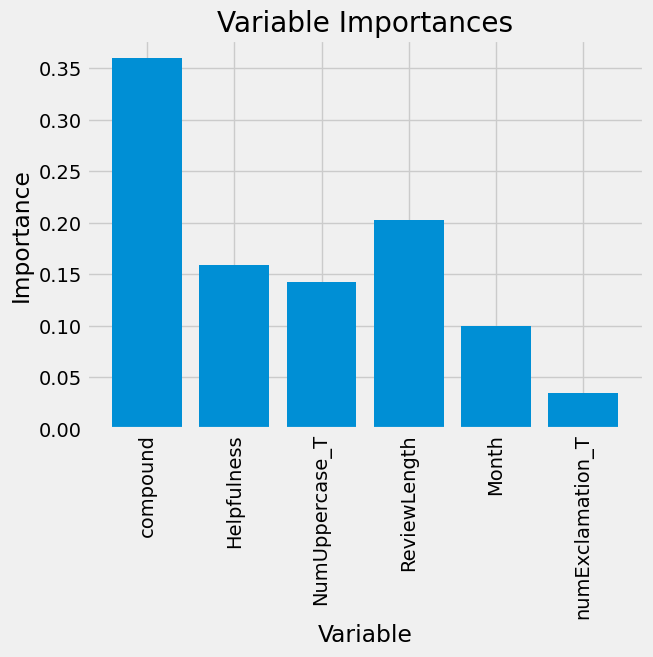 Variable Importances
Importance
0.35
0.30
0.25
0.20
0.15
0.10
0.05
0.00
compound
Helpfulness
NumUppercase_T
ReviewLength
Month
numExclamation_T
Variable